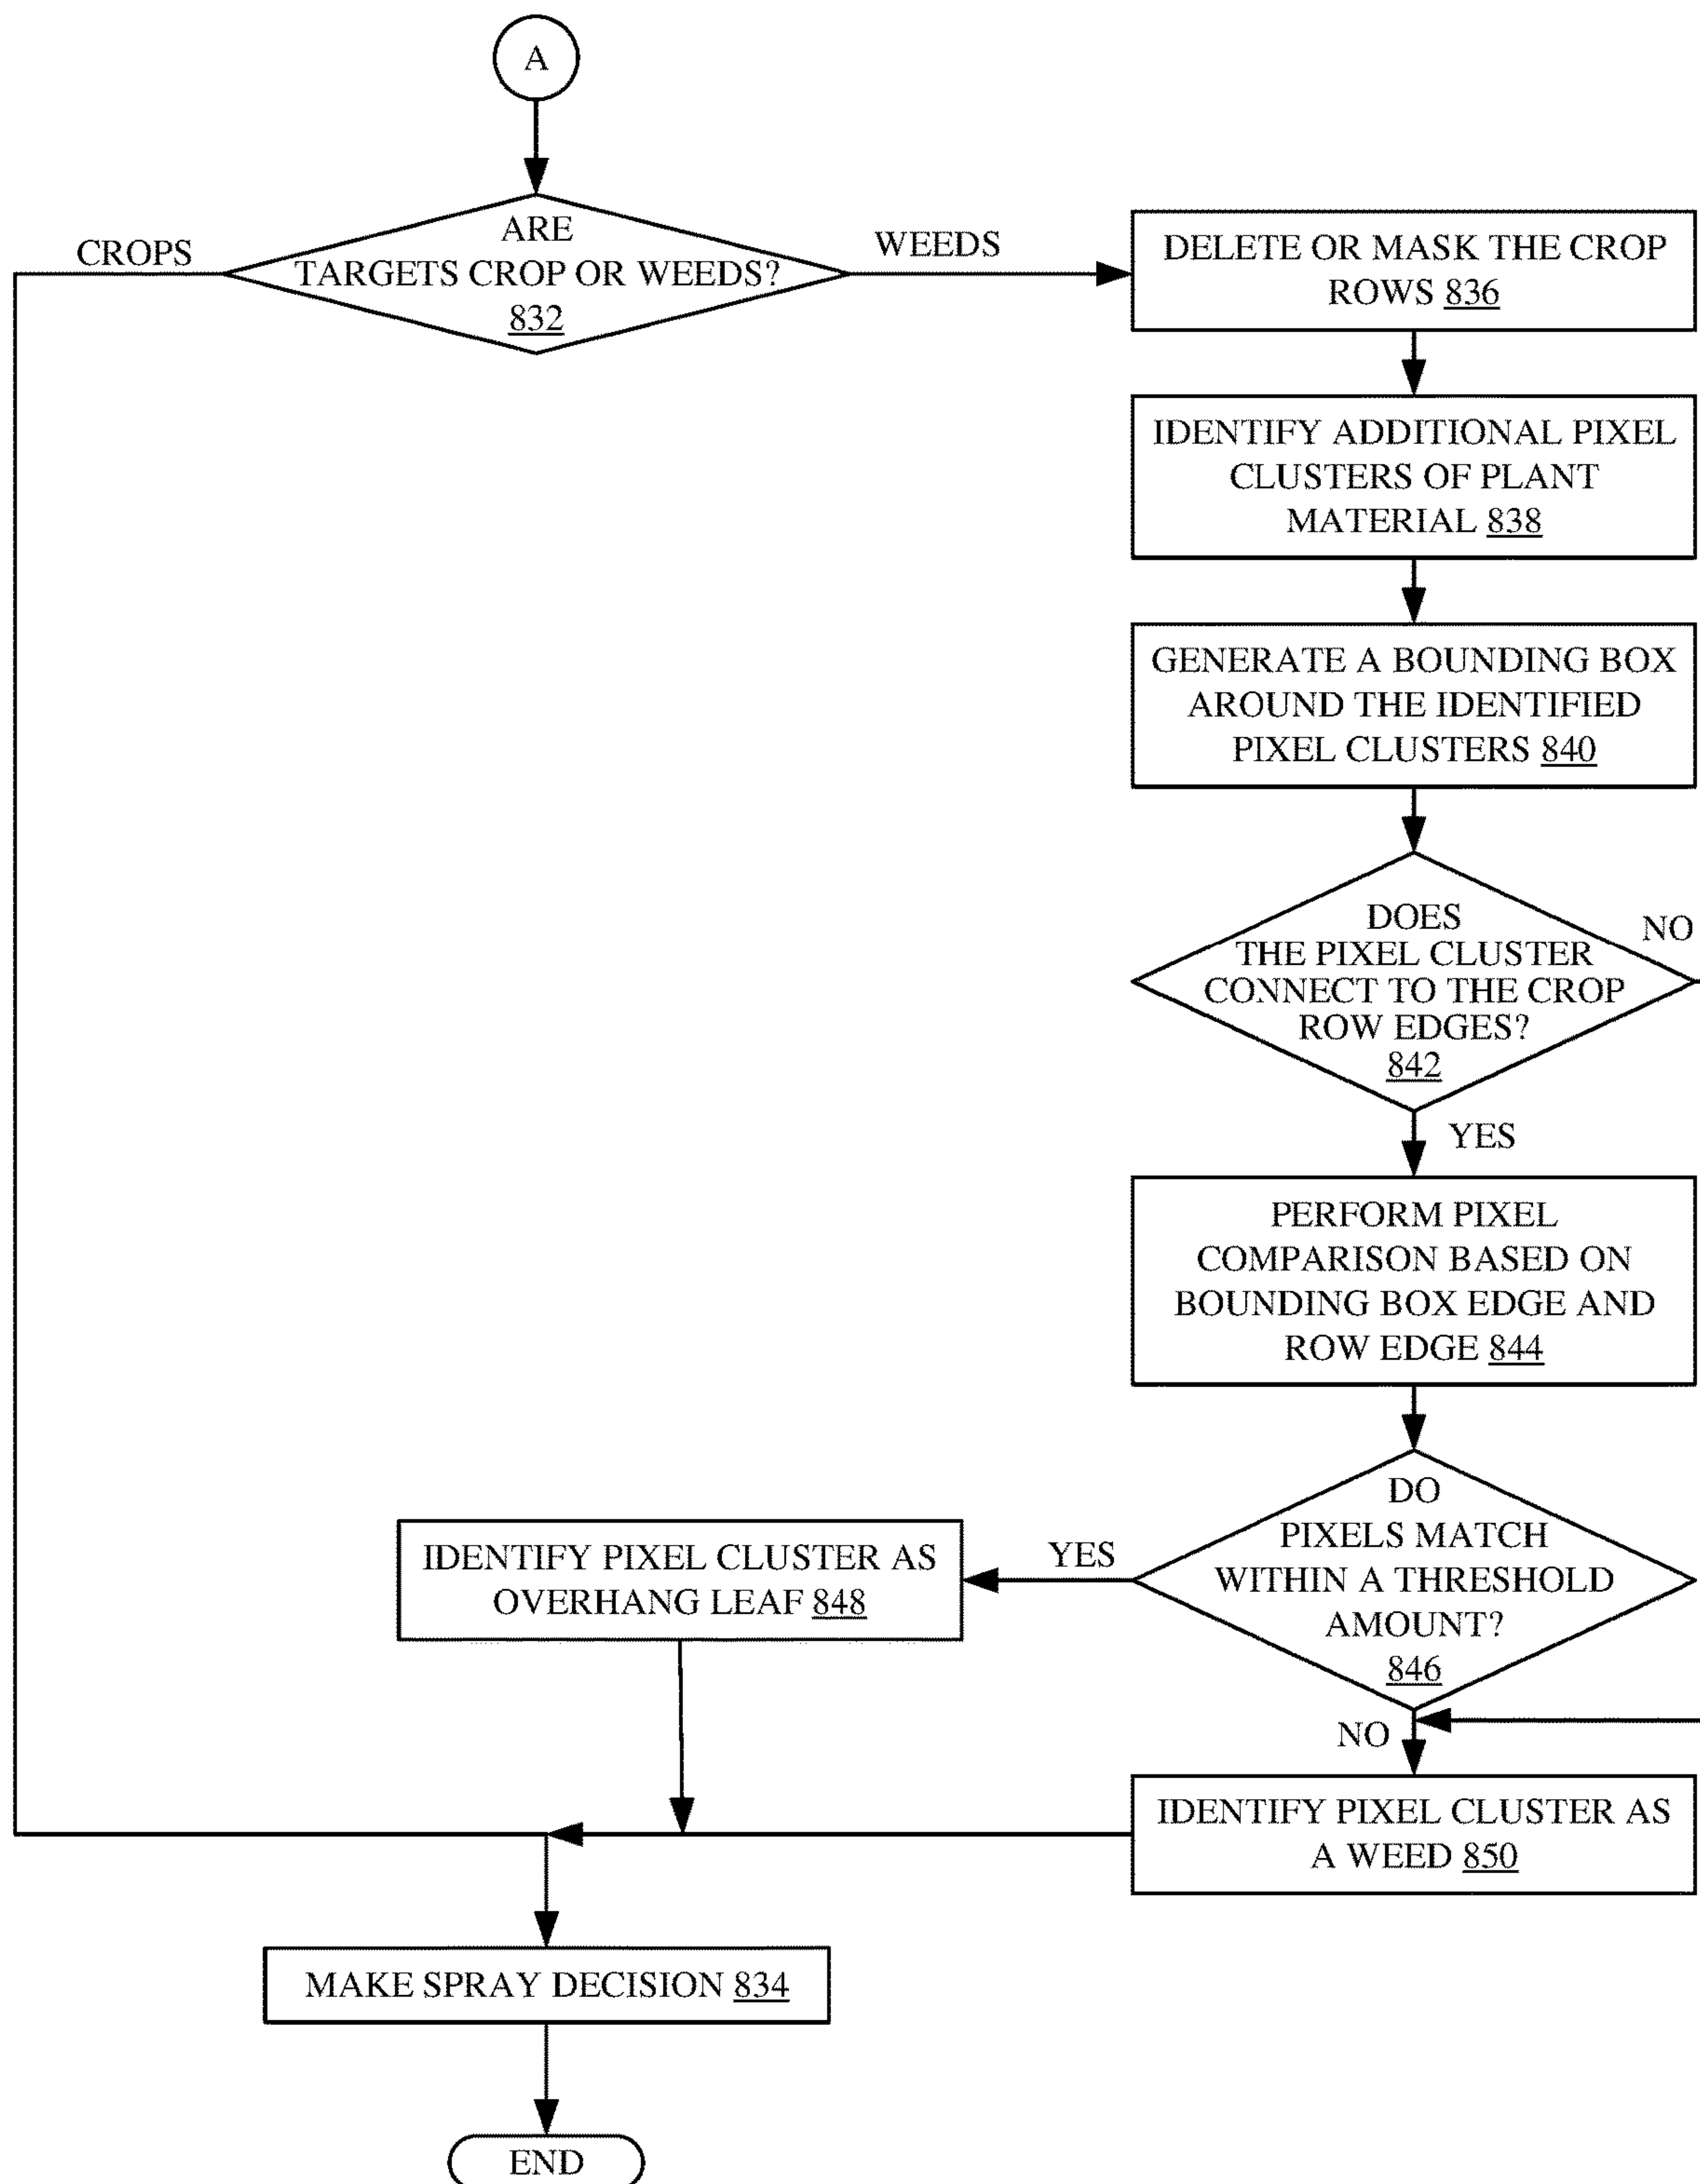 A
ARE
TARGETS CROP OR WEEDS?
832
CROPS
WEEDS
DELETE OR MASK THE CROP
ROWS 836
IDENTIFY ADDITIONAL PIXEL
CLUSTERS OF PLANT
MATERIAL 838
GENERATE A BOUNDING BOX
AROUND THE IDENTIFIED
PIXEL CLUSTERS 840
DOES
THE PIXEL CLUSTER
CONNECT TO THE CROP
ROW EDGES?
842
NO
YES
PERFORM PIXEL
COMPARISON BASED ON
BOUNDING BOX EDGE AND
ROW EDGE 844
DO
PIXELS MATCH
WITHIN A THRESHOLD
AMOUNT?
846
YES
IDENTIFY PIXEL CLUSTER AS
OVERHANG LEAF 848
NO
IDENTIFY PIXEL CLUSTER AS
A WEED 850
MAKE SPRAY DECISION 834
END